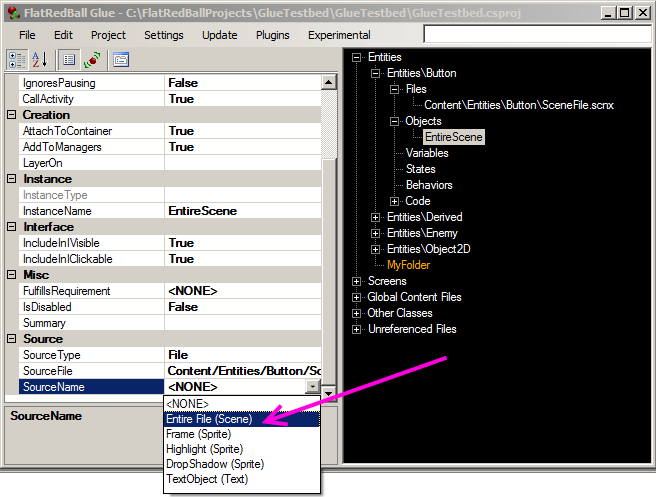 FlatRedBall Glue - C:\FlatRedBallProjects\GlueTestbed\GlueTestbed\GlueTestbed.csproj
File Edit Project Settings Update Plugins Experimental
IgnoresPausing False
CallActivity True
Creation
AttachToContainer True
AddToManagers True
LayerOn
Instance
InstanceType
InstanceName EntireScene
Interface
IncludeInIVisible True
IncludeInIClickable True
Misc
FulfillsRequirement <NONE>
IsDisabled False
Summary
Source
SourceType File
SourceFile Content/Entities/Button/Sc
SourceName <NONE>
<NONE>
Entire File (Scene)
Frame (Sprite)
Highlight (Sprite)
DropShadow (Sprite)
TextObject (Text)
SourceName
Entities
Entities\Button
Files
Content\Entities\Button\SceneFile.scnx
Objects
EntireScene
Variables
States
Behaviors
Code
Entities\Derived
Entities\Enemy
Entities\Object2D
MyFolder
Screens
Global Content Files
Other Classes
Unreferenced Files